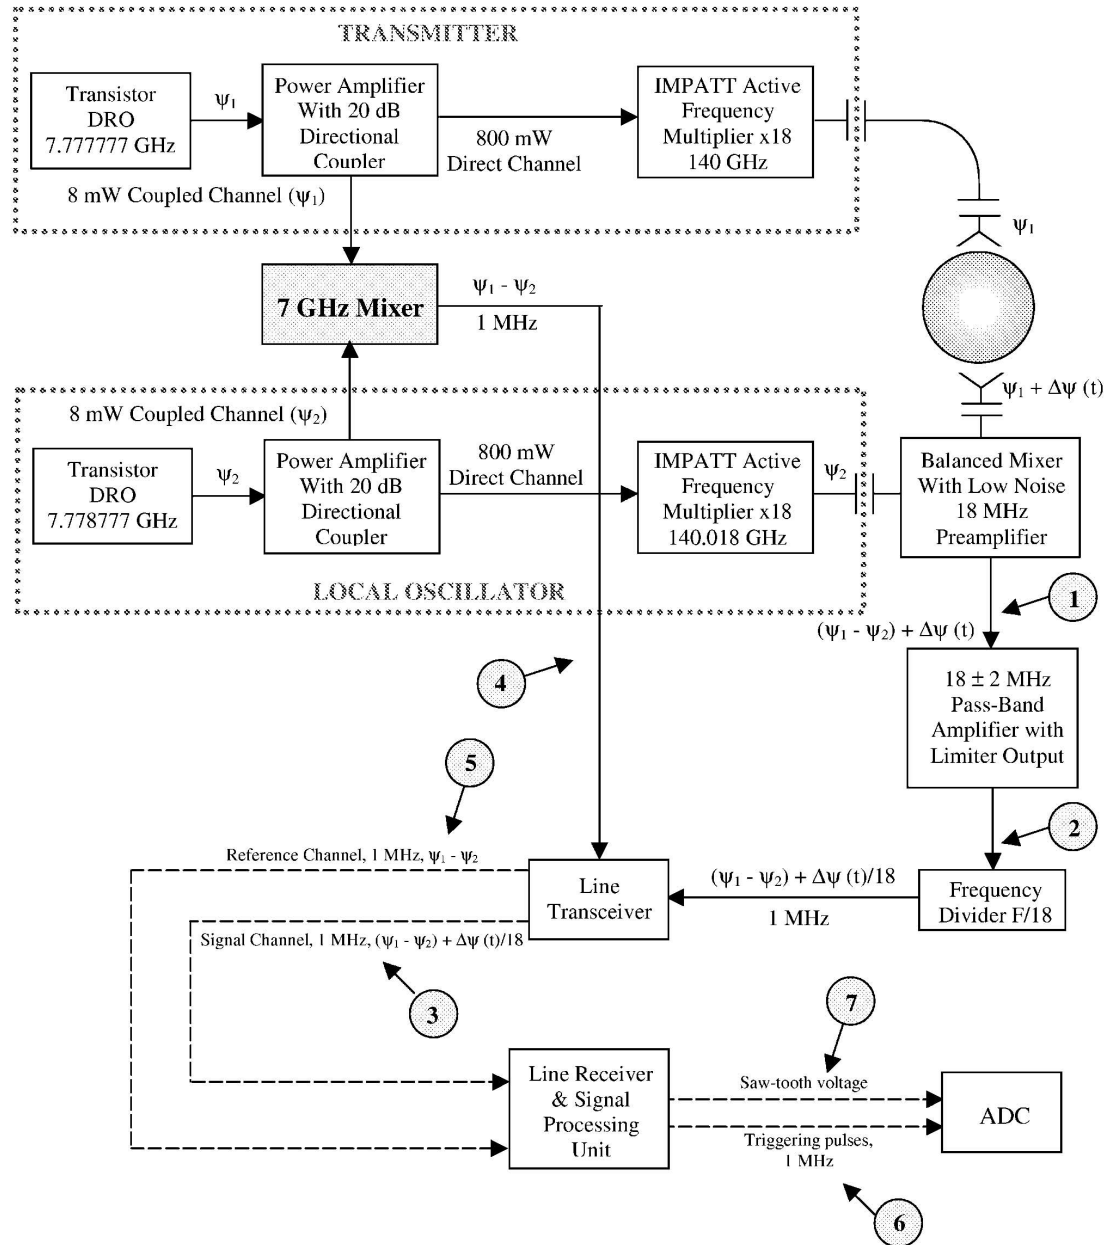 TRANSMITTER
Transistor
DRO
7.777777 GHz
ψ1
Power Amplifier
With 20 dB
Directional
Coupler
800 mW
Direct Channel
IMPATT Active
Frequency
Multiplier x18
140 GHz
8 mW Coupled Channel (ψ1)
ψ1
7 GHz Mixer
ψ1 - ψ2
1 MHz
ψ1 + Δψ (t)
8 mW Coupled Channel (ψ2)
Transistor
DRO
7.778777 GHz
ψ2
Power Amplifier
With 20 dB
Directional
Coupler
800 mW
Direct Channel
IMPATT Active
Frequency
Multiplier x18
140.018 GHz
ψ2
Balanced Mixer
With Low Noise
18 MHz
Preamplifier
LOCAL OSCILLATOR
1
(ψ1 - ψ2) + Δψ (t)
4
18 ± 2 MHz
Pass-Band
Amplifier with
Limiter Output
5
2
Reference Channel, 1 MHz, ψ1 - ψ2
Line
Transceiver
(ψ1 - ψ2) + Δψ (t)/18
1 MHz
Frequency
Divider F/18
Signal Channel, 1 MHz, (ψ1 - ψ2) + Δψ (t)/18
3
7
Line Receiver
& Signal
Processing
Unit
Saw-tooth voltage
Triggering pulses,
1 MHz
ADC
6